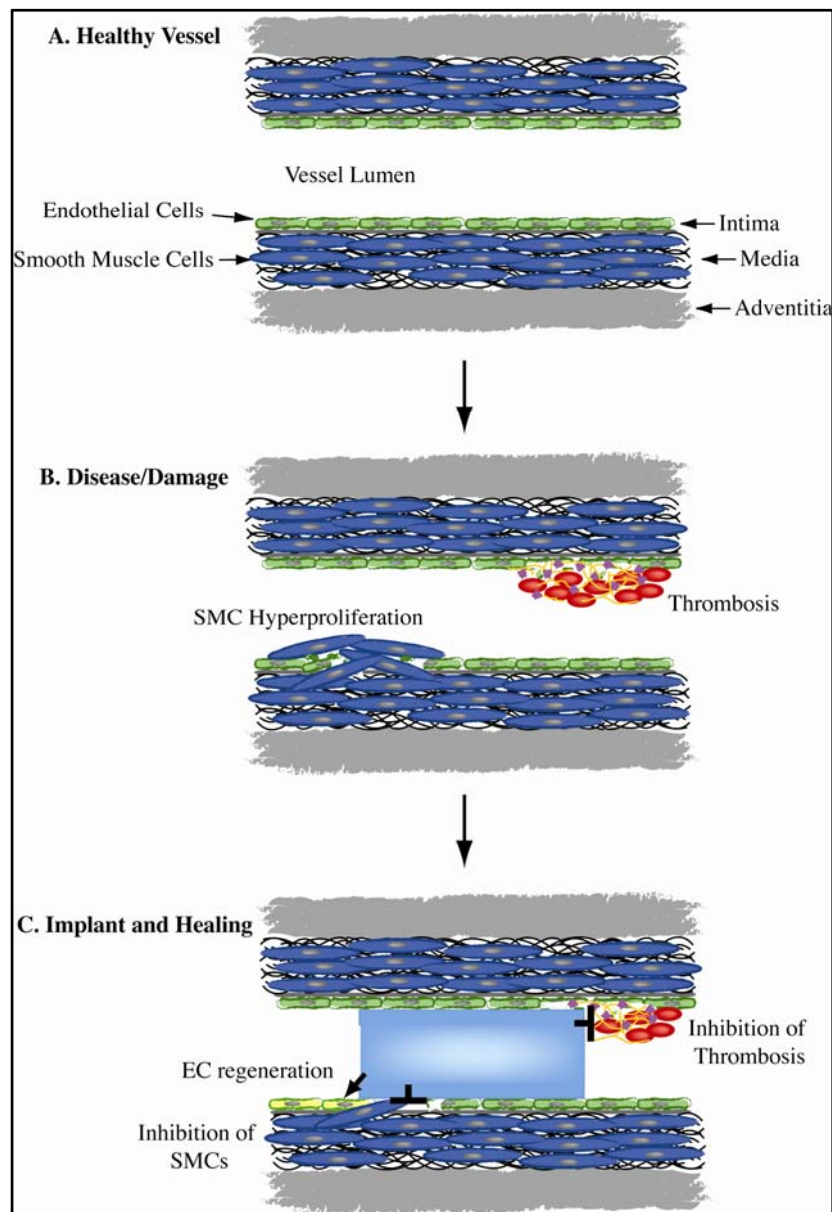 A. Healthy Vessel
Vessel Lumen
Endothelial Cells
Intima
Smooth Muscle Cells
Media
Adventitia
B. Disease/Damage
Thrombosis
SMC Hyperproliferation
C. Implant and Healing
Inhibition of
Thrombosis
EC regeneration
Inhibition of
SMCs